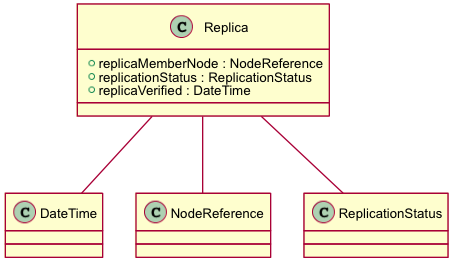 C Replica
replicaMemberNode : NodeReference
replicationStatus : ReplicationStatus
replicaVerified : DateTime
C DateTime C NodeReference C ReplicationStatus